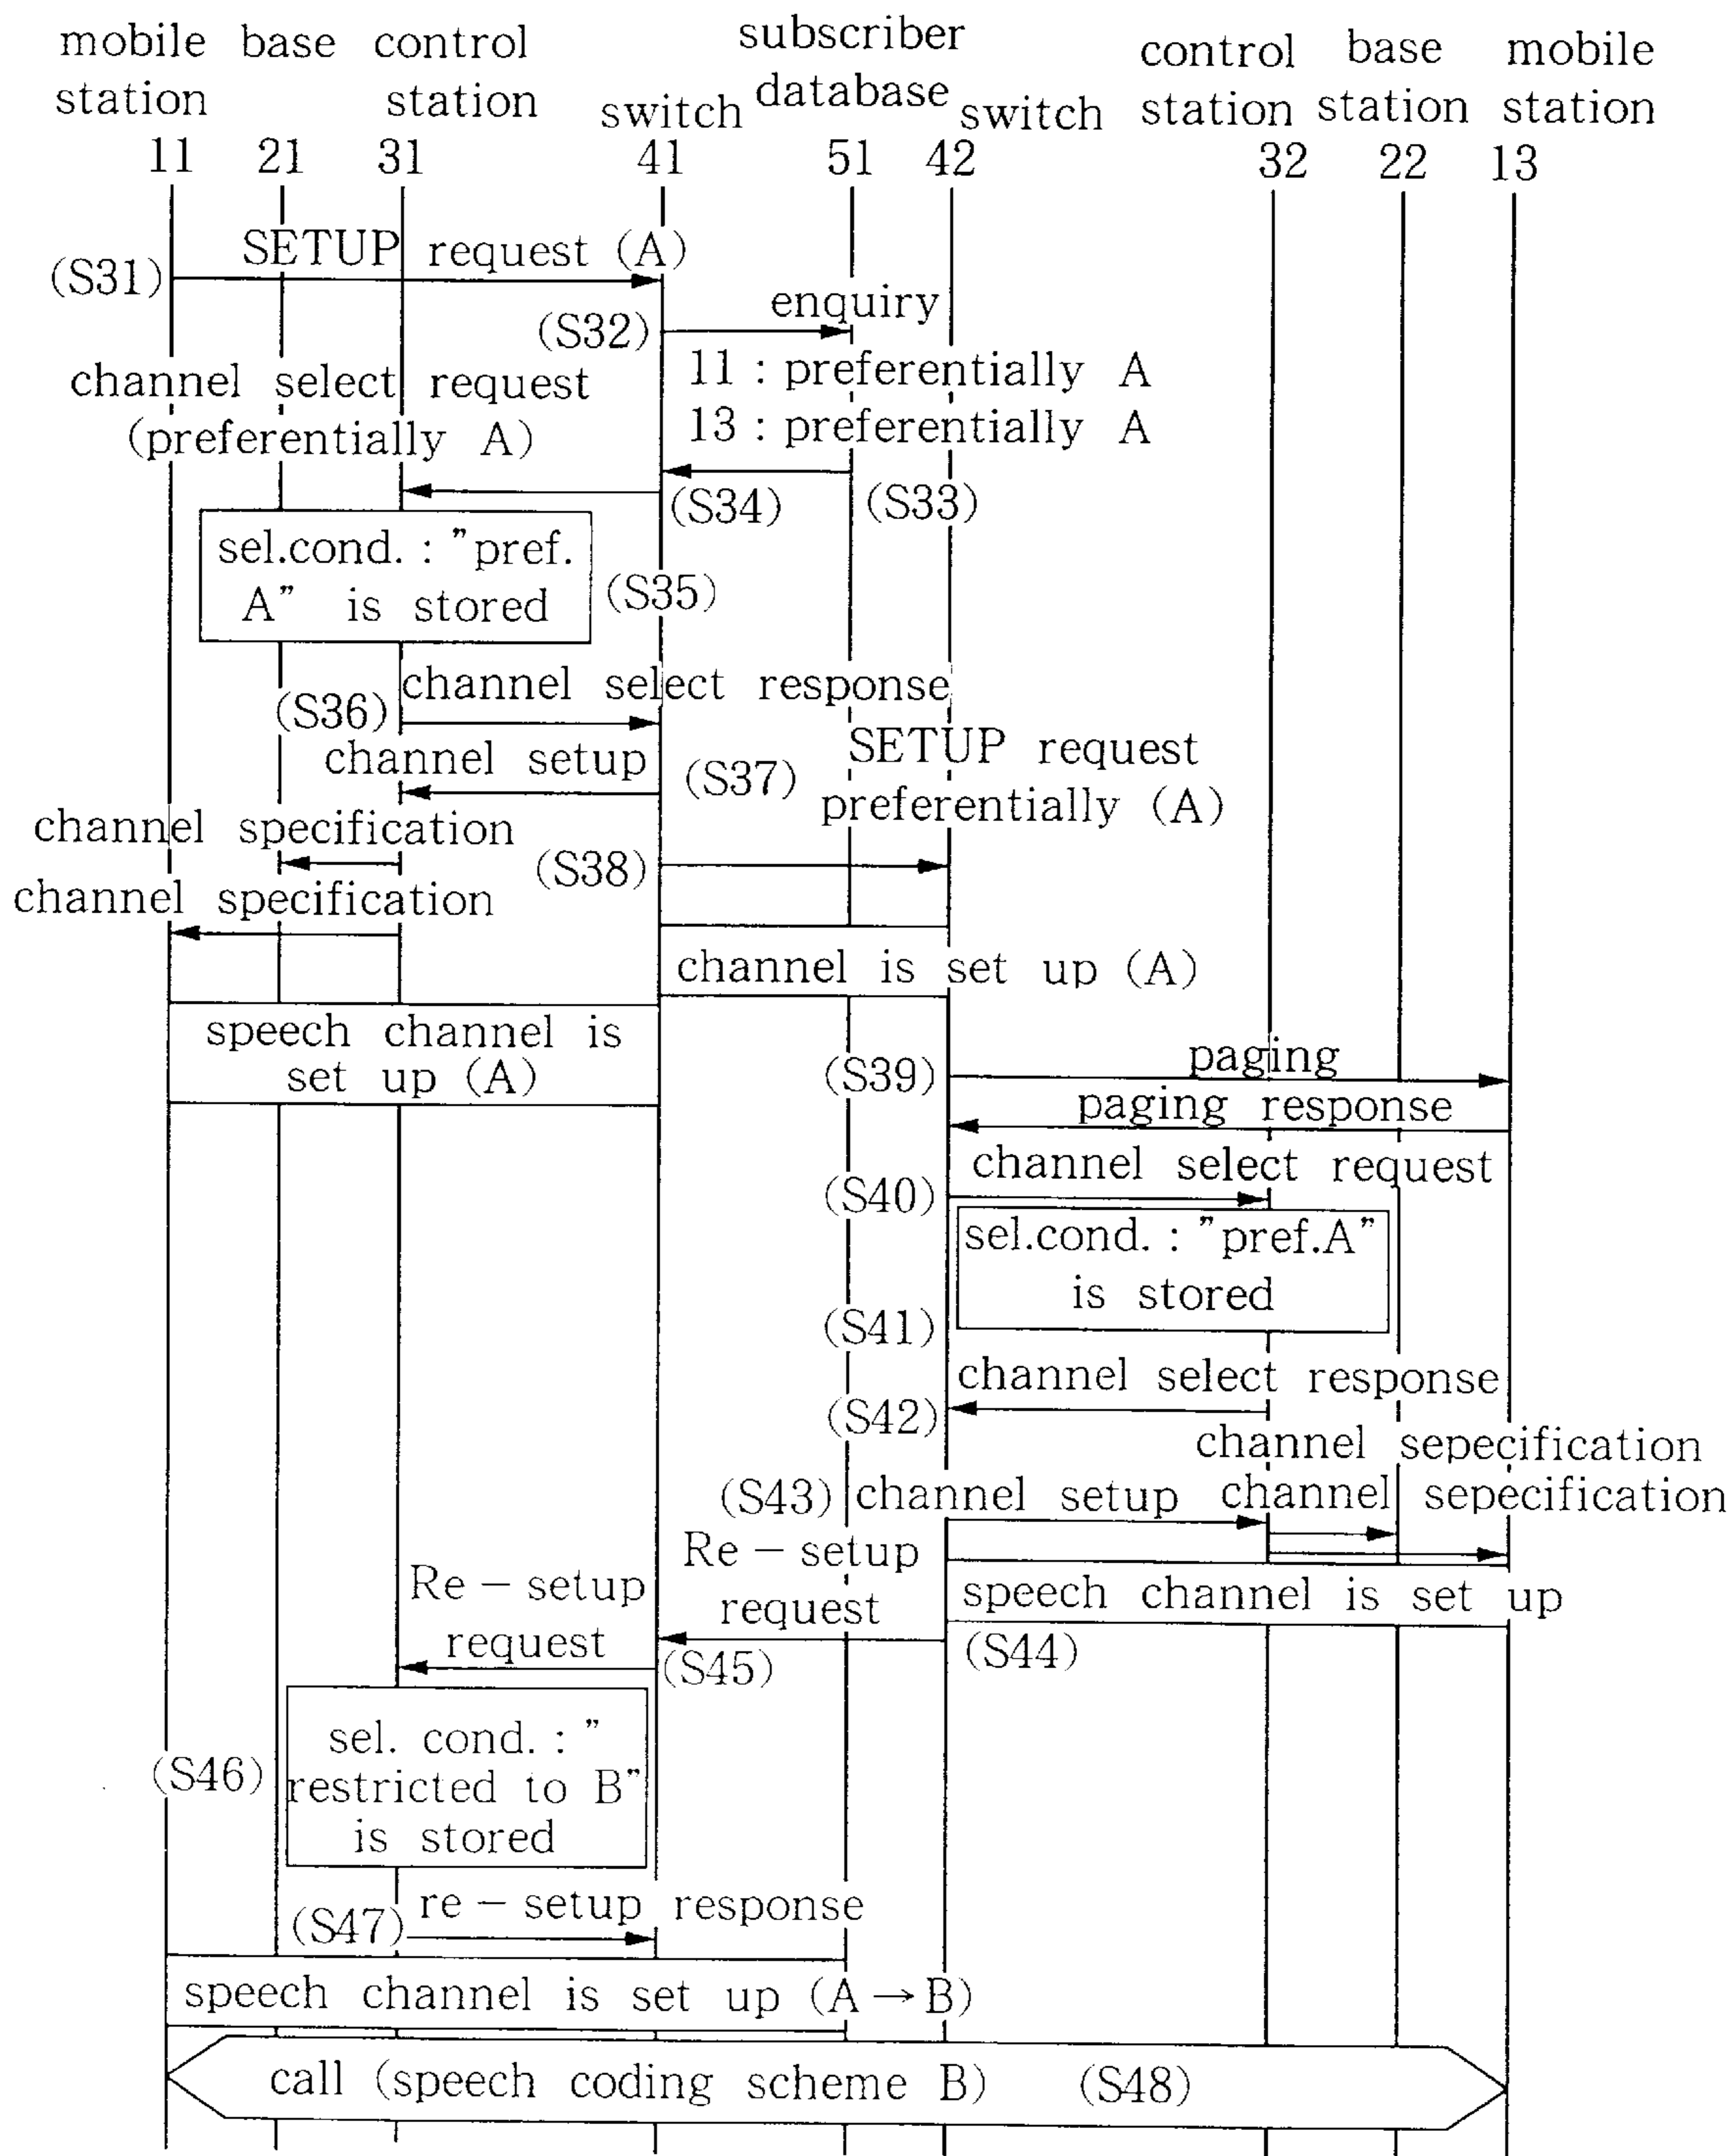 mobile base control subscriber control base mobile
station station switch database switch station station station
11 21 31 41 51 42 32 22 13
SETUP request (A)
(S31)
enquiry
(S32)
11 : preferentially A
channel select request
13 : preferentially A
(preferentially A)
(S34) (S33)
sel.cond. : "pref.
A" is stored
(S35)
channel select response
(S36)
SETUP request
channel setup
(S37)
preferentially (A)
channel specification
(S38)
channel specification
channel is set up (A)
speech channel is
set up (A)
paging
(S39)
paging response
channel select request
(S40)
sel.cond. : "pref.A"
is stored
(S41)
channel select response
(S42)
channel sepecification
(S43) channel setup channel sepecification
Re - setup
request
Re - setup
request
speech channel is set up
(S45) (S44)
sel. cond. : "
restricted to B"
is stored
(S46)
re - setup response
(S47)
speech channel is set up (A → B)
call (speech coding scheme B) (S48)